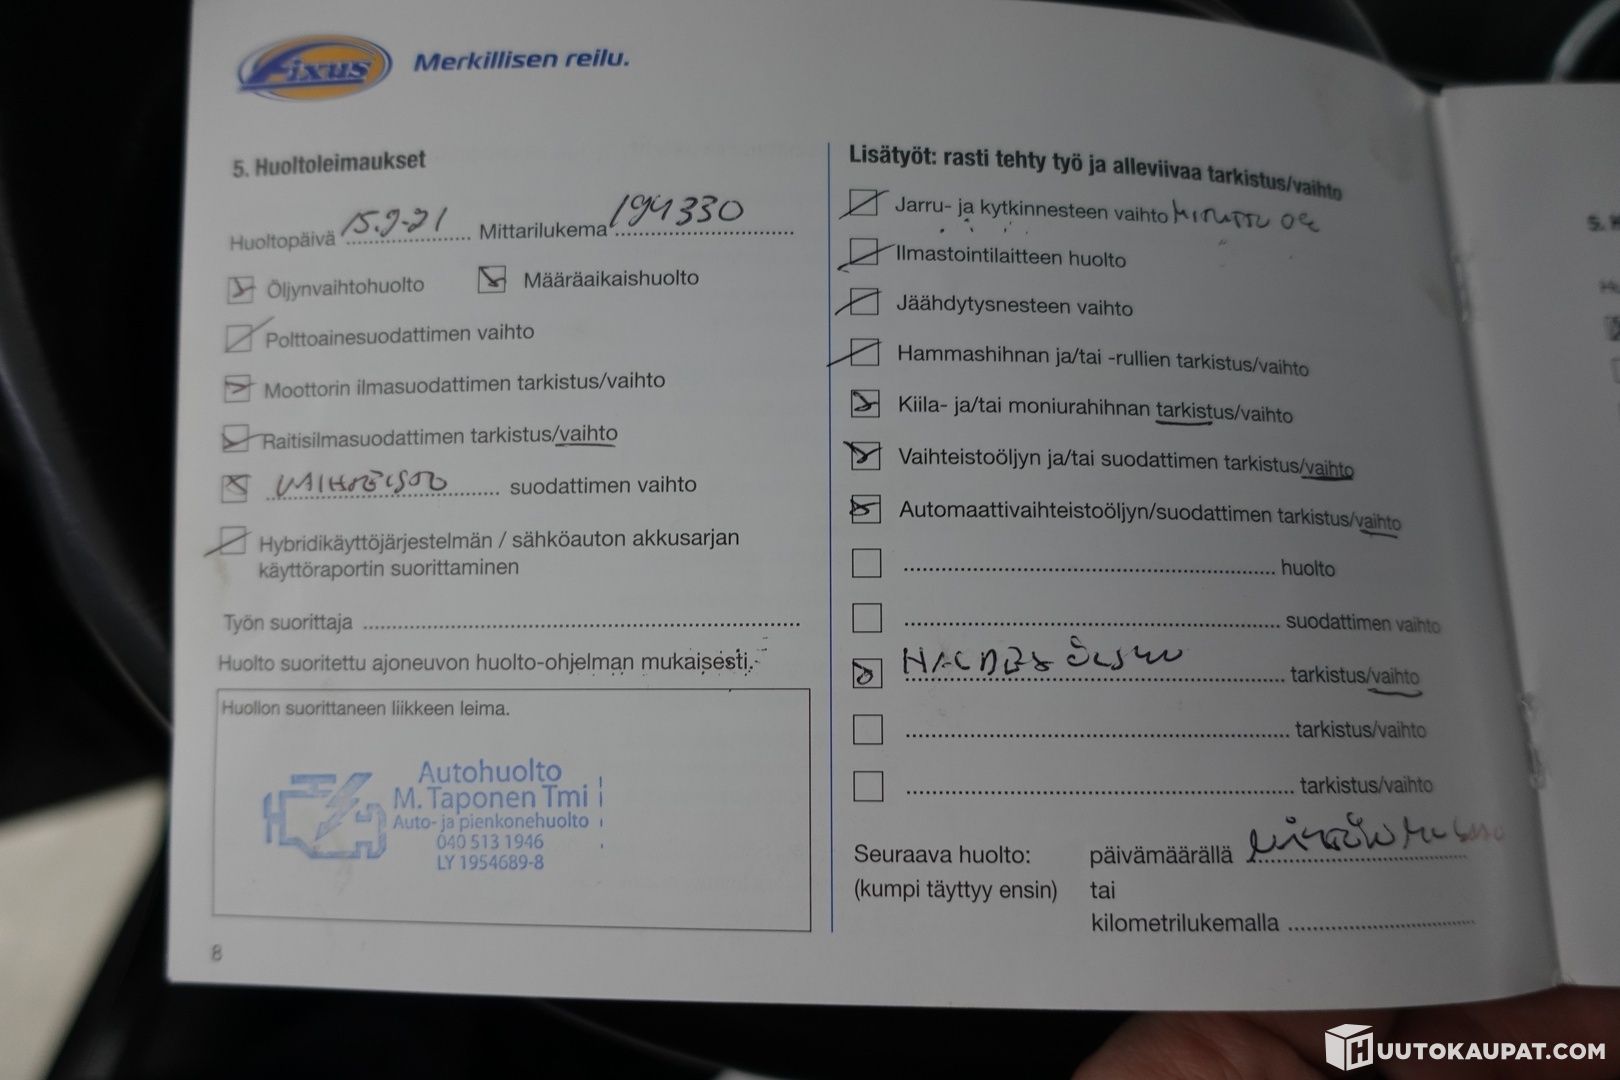 Fixus Merkillisen reilu.
5. Huoltoleimaukset
Huoltopäivä 15.9-21 Mittarilukema 194330
Öljynvaihtohuolto Määräaikaishuolto
Polttoainesuodattimen vaihto
Moottorin ilmasuodattimen tarkistus/vaihto
Raitisilmasuodattimen tarkistus/vaihto
VAIHTEISTO suodattimen vaihto
Hybridikäyttöjärjestelmän / sähköauton akkusarjan
käyttöraportin suorittaminen
Työn suorittaja
Huolto suoritettu ajoneuvon huolto-ohjelman mukaisesti.
Huollon suorittaneen liikkeen leima.
Autohuolto
M. Taponen Tmi
Auto- ja pienkonehuolto
040 513 1946
LY 1954689-8
8
Lisätyöt: rasti tehty työ ja alleviivaa tarkistus/vaihto
Jarru- ja kytkinnesteen vaihto
Ilmastointilaitteen huolto
Jäähdytysnesteen vaihto
Hammashihnan ja/tai -rullien tarkistus/vaihto
Kiila- ja/tai moniurahihnan tarkistus/vaihto
Vaihteistoöljyn ja/tai suodattimen tarkistus/vaihto
Automaattivaihteistoöljyn/suodattimen tarkistus/vaihto
huolto
suodattimen vaihto
tarkistus/vaihto
tarkistus/vaihto
tarkistus/vaihto
Seuraava huolto: päivämäärällä
(kumpi täyttyy ensin) tai
kilometrilukemalla
HUUTOKAUPAT.COM